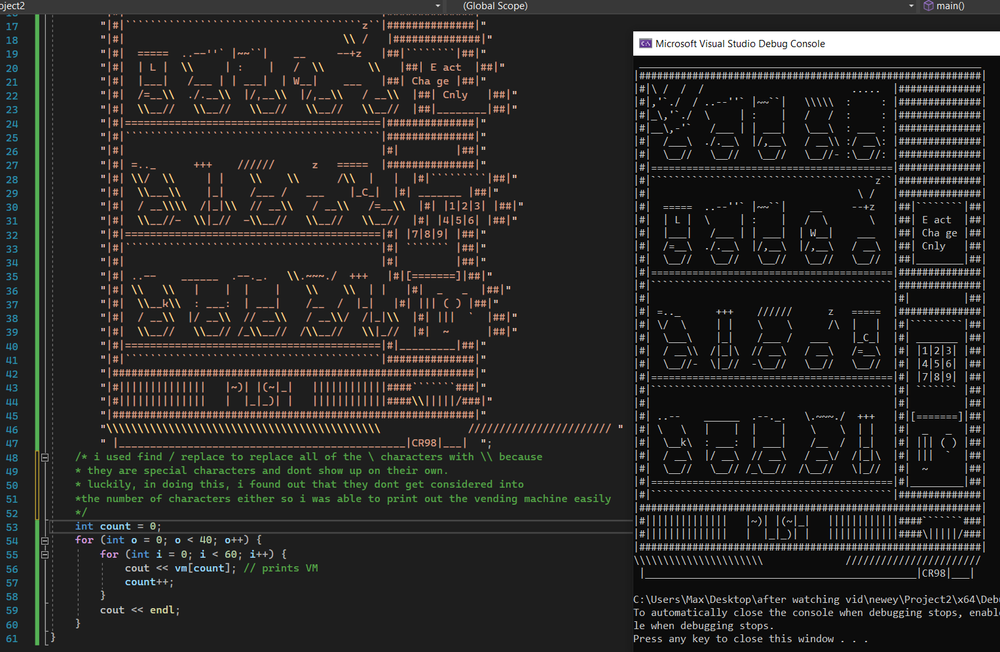 oject2
(Global Scope)
main()
17 "|#|``````````````````````````````````````z``|##############|"
18 "|#|                                   \\ /   |##############|"
19 "|#|  =====  ..--''` |~~``|    __     --+z   |##|````````|##|"
20 "|#|  | L |  \\     | :    |   /  \\       \\   |##| E act  |##|"
21 "|#|  |___|   /___ | | ___|  | W__|    ___   |##| Cha ge |##|"
22 "|#|  /=__\\  ./.__\\  |/,__\\  |/,__\\   / __\\  |##| Cnly   |##|"
23 "|#|  \\__//   \\__//   \\__//   \\__//   \\__//  |##|________|##|"
24 "|#|=========================================|##############|"
25 "|#|`````````````````````````````````````````|##############|"
26 "|#|                                         |#|         |##|"
27 "|#| =.._      +++    //////      z   =====  |##############|"
28 "|#| \\/  \\     | |    \\    \\      /\\  |   |  |#|`````````|##|"
29 "|#|  \\___\\    |_|    /___ /   ___    |_C_|  |#| _______ |##|"
30 "|#|  / __\\\\  /|_|\\  // __\\   / __\\   /=__\\  |#| |1|2|3| |##|"
31 "|#|  \\__//-  \\|_//  -\\__//   \\__//   \\__//  |#| |4|5|6| |##|"
32 "|#|=========================================|#| |7|8|9| |##|"
33 "|#|`````````````````````````````````````````|#| ``````` |##|"
34 "|#|                                         |#|         |##|"
35 "|#| ..--    ______  .--._.   \\.~~~./  +++   |#|[=======]|##|"
36 "|#| \\   \\   |    |  |    |    \\    \\  | |   |#|  _   _  |##|"
37 "|#|  \\__k\\  : ___:  | ___|    /__  /  |_|   |#| ||| ( ) |##|"
38 "|#|  / __\\  |/ __\\  // __\\   / __\\/  /|_|\\  |#| |||  `  |##|"
39 "|#|  \\__//   \\__// /_\\__//  /\\__//   \\|_//  |#|  ~      |##|"
40 "|#|=========================================|#|_________|##|"
41 "|#|`````````````````````````````````````````|##############|"
42 "|##########################################################|"
43 "|#||||||||||||||   |~)| |(~|_|   ||||||||||||####```````###|"
44 "|#||||||||||||||   |  |_|_)| |   ||||||||||||####\\|||||/###|"
45 "|##########################################################|"
46 "\\\\\\\\\\\\\\\\\\\\\\\\\\\\\\\\\\\\\\\\\\\\              /////////////////////// "
47 " |______________________________________________|CR98|___|  ";
48 /* i used find / replace to replace all of the \ characters with \\ because
49 * they are special characters and dont show up on their own.
50 * luckily, in doing this, i found out that they dont get considered into
51 *the number of characters either so i was able to print out the vending machine easily
52 */
53 int count = 0;
54 for (int o = 0; o < 40; o++) {
55 for (int i = 0; i < 60; i++) {
56 cout << vm[count]; // prints VM
57 count++;
58 }
59 cout << endl;
60 }
61 }
Microsoft Visual Studio Debug Console
|##########################################################|
|#|\ /  /  /                         .....  |##############|
|#|,'`./  / ..--''` |~~``|   \\\\\  :     : |##############|
|#|_\,'`./  \     | :    |   /   /  :     : |##############|
|#|__\,-'`   /___ | | ___|   \___\  : ___ : |##############|
|#|  /___\  ./.__\  |/,__\   / __\\ :/ __\: |##############|
|#|  \__//   \__//   \__//   \__//- :\__//: |##############|
|#|=========================================|##############|
|#|``````````````````````````````````````z``|##############|
|#|                                   \ /   |##############|
|#|  =====  ..--''` |~~``|    __     --+z   |##|````````|##|
|#|  | L |  \     | :    |   /  \       \   |##| E act  |##|
|#|  |___|   /___ | | ___|  | W__|    ___   |##| Cha ge |##|
|#|  /=__\  ./.__\  |/,__\  |/,__\   / __\  |##| Cnly   |##|
|#|  \__//   \__//   \__//   \__//   \__//  |##|________|##|
|#|=========================================|##############|
|#|`````````````````````````````````````````|##############|
|#|                                         |#|         |##|
|#| =.._      +++    //////      z   =====  |##############|
|#| \/  \     | |    \    \      /\  |   |  |#|`````````|##|
|#|  \___\    |_|    /___ /   ___    |_C_|  |#| _______ |##|
|#|  / __\\  /|_|\  // __\   / __\   /=__\  |#| |1|2|3| |##|
|#|  \__//-  \|_//  -\__//   \__//   \__//  |#| |4|5|6| |##|
|#|=========================================|#| |7|8|9| |##|
|#|`````````````````````````````````````````|#| ``````` |##|
|#|                                         |#|         |##|
|#| ..--    ______  .--._.   \.~~~./  +++   |#|[=======]|##|
|#| \   \   |    |  |    |    \    \  | |   |#|  _   _  |##|
|#|  \__k\  : ___:  | ___|    /__  /  |_|   |#| ||| ( ) |##|
|#|  / __\  |/ __\  // __\   / __\/  /|_|\  |#| |||  `  |##|
|#|  \__//   \__// /_\__//  /\__//   \|_//  |#|  ~      |##|
|#|=========================================|#|_________|##|
|#|`````````````````````````````````````````|##############|
|##########################################################|
|#||||||||||||||   |~)| |(~|_|   ||||||||||||####```````###|
|#||||||||||||||   |  |_|_)| |   ||||||||||||####\|||||/###|
|##########################################################|
\\\\\\\\\\\\\\\\\\\\\\              ///////////////////////
 |______________________________________________|CR98|___|
C:\Users\Max\Desktop\after watching vid\newey\Project2\x64\Debu
To automatically close the console when debugging stops, enabl
le when debugging stops.
Press any key to close this window . . .